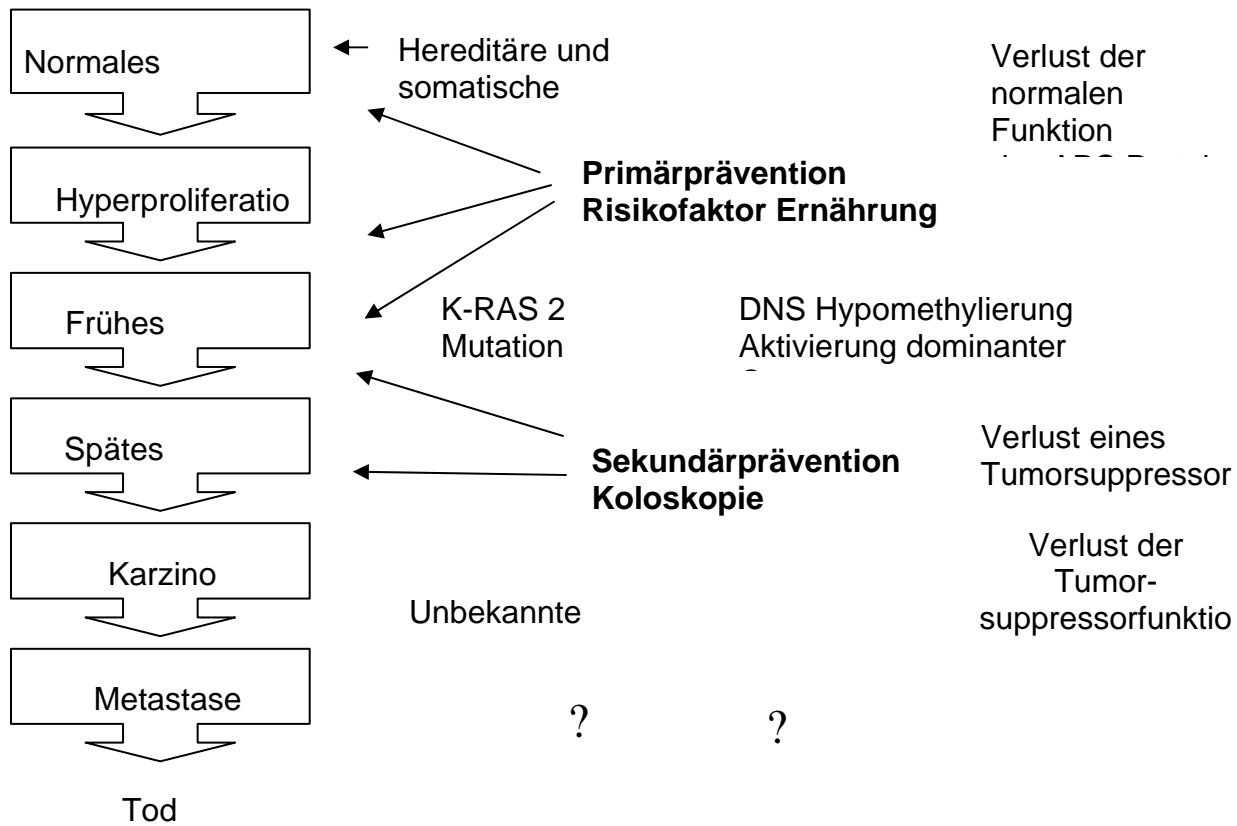 Normales
Hereditäre und
somatische
Verlust der
normalen
Funktion
Hyperproliferatio
Primärprävention
Risikofaktor Ernährung
Frühes
K-RAS 2
Mutation
DNS Hypomethylierung
Aktivierung dominanter
Spätes
Sekundärprävention
Koloskopie
Verlust eines
Tumorsuppressor
Karzino
Unbekannte
Verlust der
Tumor-
suppressorfunktio
Metastase
?
?
Tod